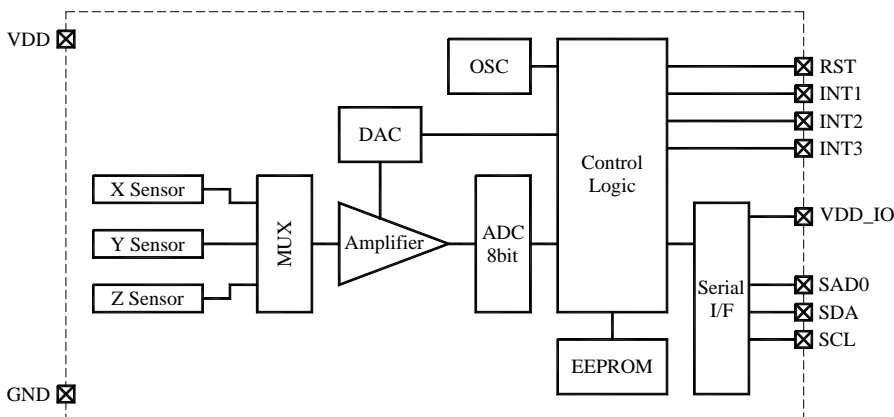 VDD
OSC
RST
INT1
INT2
INT3
DAC
Control
Logic
X Sensor
Y Sensor
Z Sensor
MUX
Amplifier
ADC
8bit
VDD_IO
Serial
I/F
SAD0
SDA
SCL
EEPROM
GND